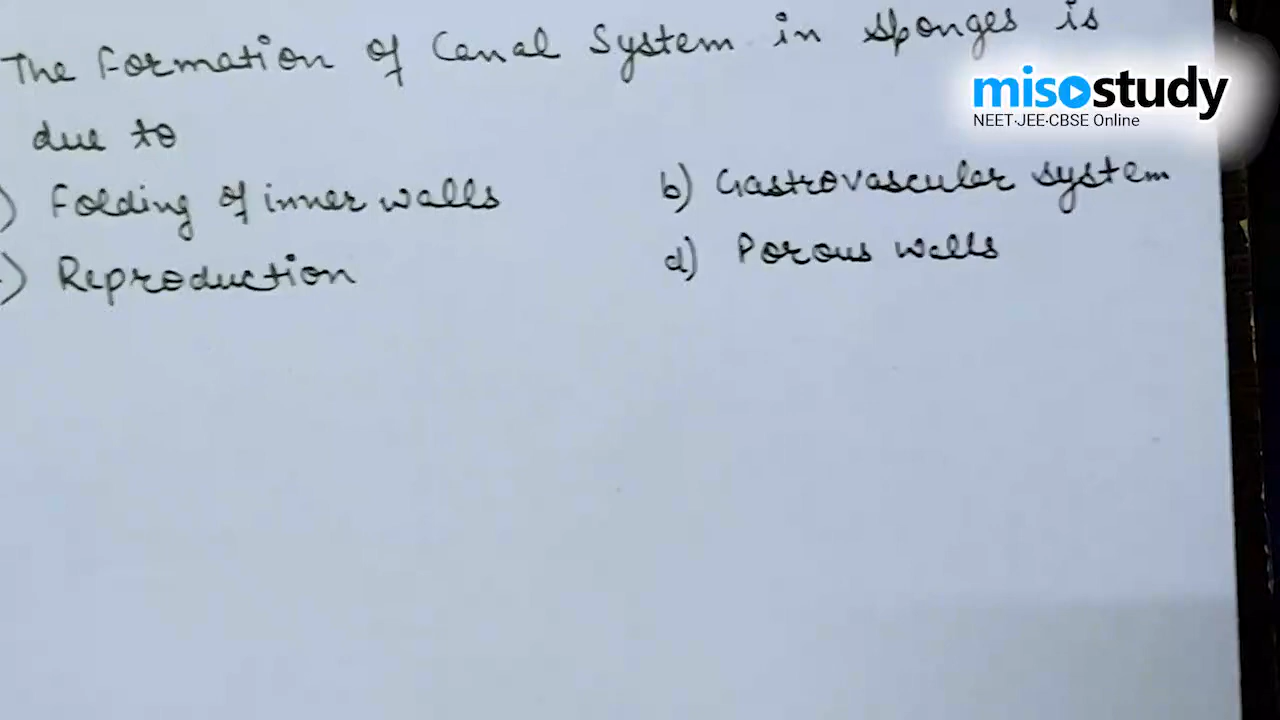 The Formation of Canal System in sponges is
misostudy
NEET·JEE·CBSE Online
due to
) Folding of inner walls
b) Gastrovascular system
) Reproduction
d) Porous walls